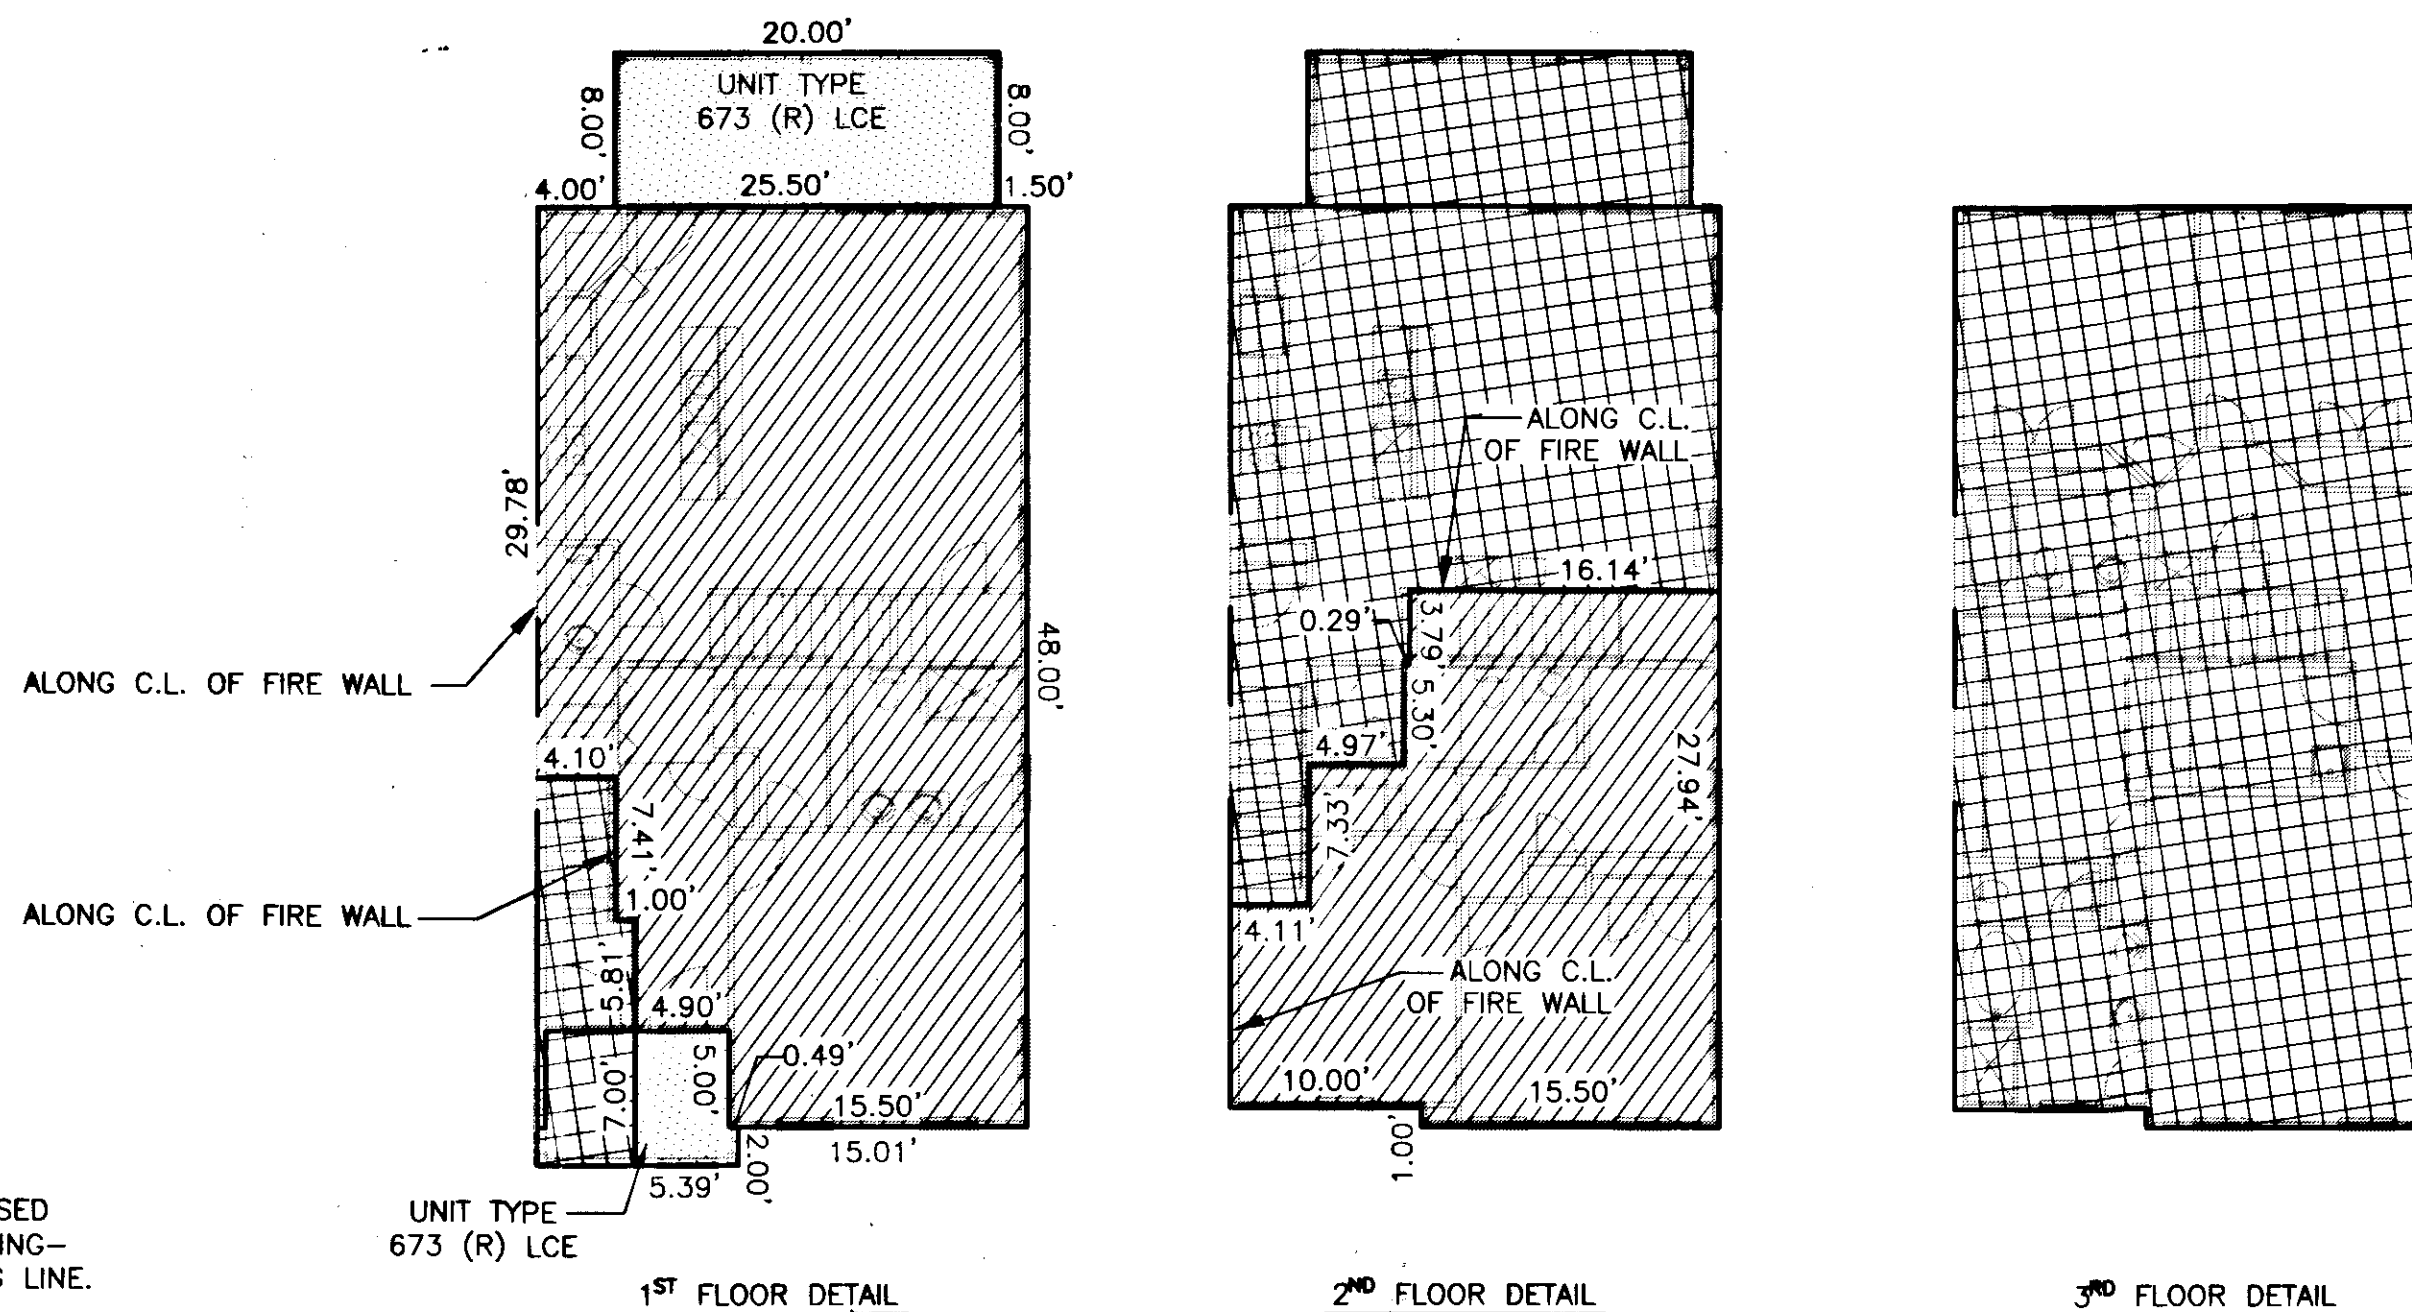 20.00'
UNIT TYPE
673 (R) LCE
8.00'
8.00'
4.00'
25.50'
1.50'
29.78'
48.00'
ALONG C.L. OF FIRE WALL
4.10'
7.41'
1.00'
ALONG C.L. OF FIRE WALL
5.81'
4.90'
5.00'
0.49'
7.00'
15.50'
15.01'
2.00'
5.39'
UNIT TYPE
673 (R) LCE
1ST FLOOR DETAIL
ALONG C.L.
OF FIRE WALL
16.14'
0.29'
3.79'
5.30'
4.97'
27.94'
7.33'
4.11'
ALONG C.L.
OF FIRE WALL
10.00'
15.50'
1.00'
2ND FLOOR DETAIL
3RD FLOOR DETAIL
SED
ING–
S LINE.